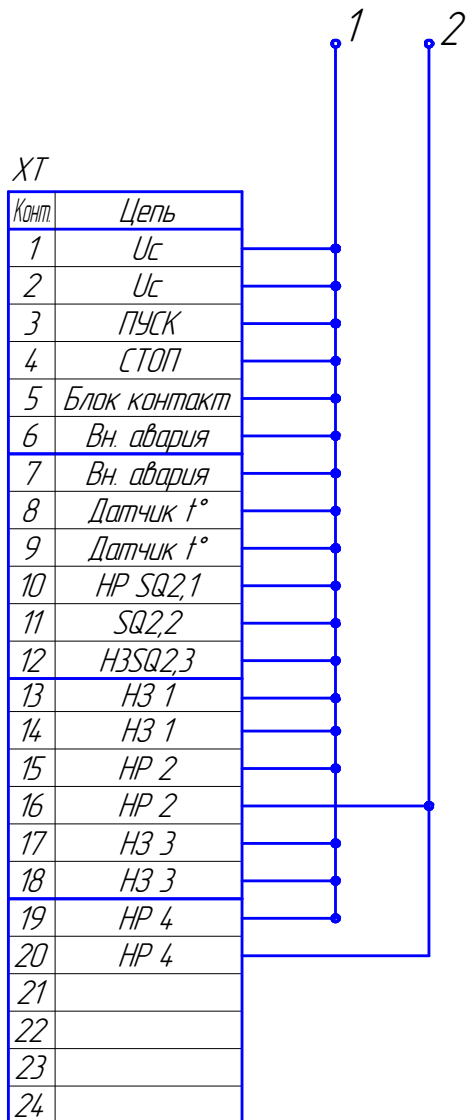 1 2
XT
Конт. Цепь
1 Uc
2 Uc
3 ПУСК
4 СТОП
5 Блок контакт
6 Вн. авария
7 Вн. авария
8 Датчик t°
9 Датчик t°
10 НР SQ2,1
11 SQ2,2
12 НЗSQ2,3
13 НЗ 1
14 НЗ 1
15 НР 2
16 НР 2
17 НЗ 3
18 НЗ 3
19 НР 4
20 НР 4
21
22
23
24